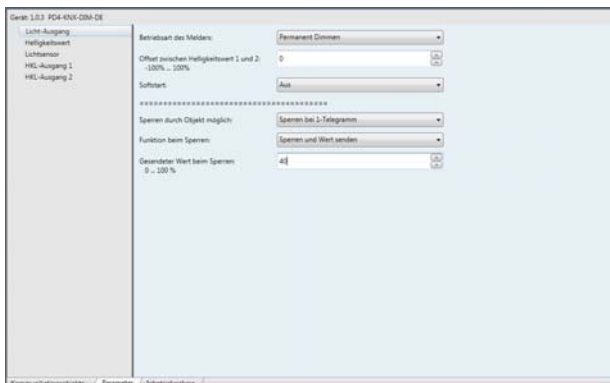 Gerät: 1.0.3 PD4-KNX-DIM-DE
Licht-Ausgang
Helligkeitswert
Lichtsensor
HKL-Ausgang 1
HKL-Ausgang 2
Betriebsart des Melders: Permanent Dimmen
Offset zwischen Helligkeitswert 1 und 2: 0
-100% ... 100%
Softstart: Aus
Sperren durch Objekt möglich: Sperren bei 1-Telegramm
Funktion beim Sperren: Sperren und Wert senden
Gesendeter Wert beim Sperren: 40
0 ... 100 %
Kommunikationsobjekte Parameter